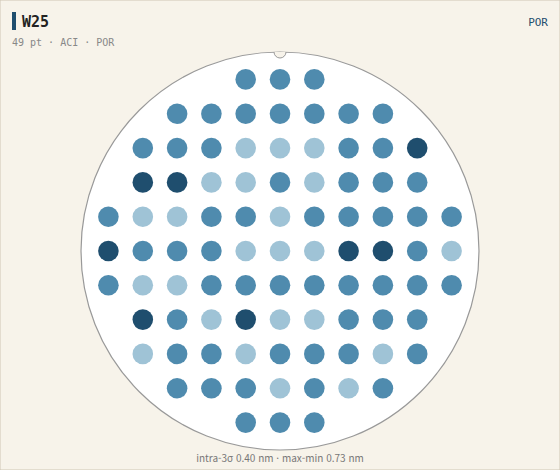 W25
POR
49 pt · ACI · POR
intra-3σ 0.40 nm · max-min 0.73 nm